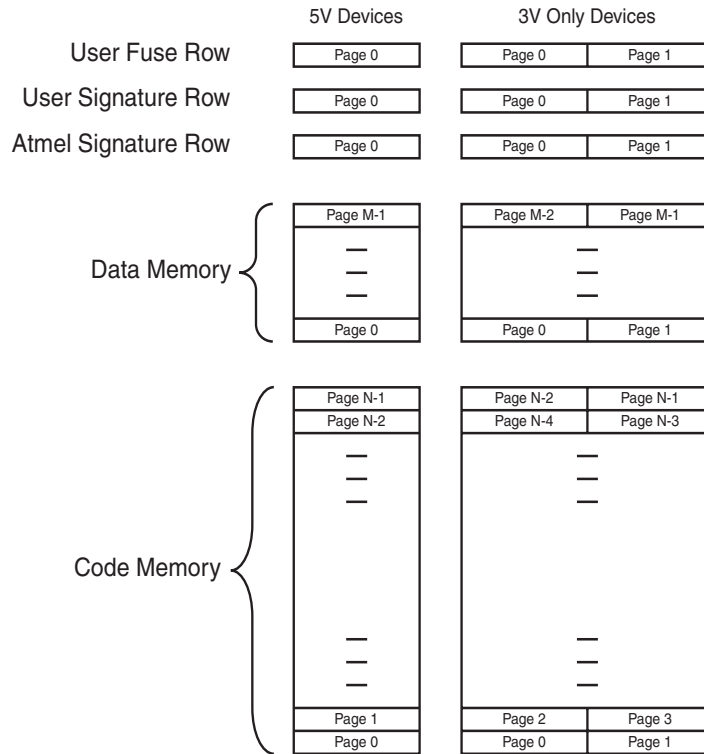 5V Devices 3V Only Devices
User Fuse Row Page 0 Page 0 Page 1
User Signature Row Page 0 Page 0 Page 1
Atmel Signature Row Page 0 Page 0 Page 1
Page M-1 Page M-2 Page M-1
Data Memory
Page 0 Page 0 Page 1
Page N-1 Page N-2 Page N-1
Page N-2 Page N-4 Page N-3
Code Memory
Page 1 Page 2 Page 3
Page 0 Page 0 Page 1